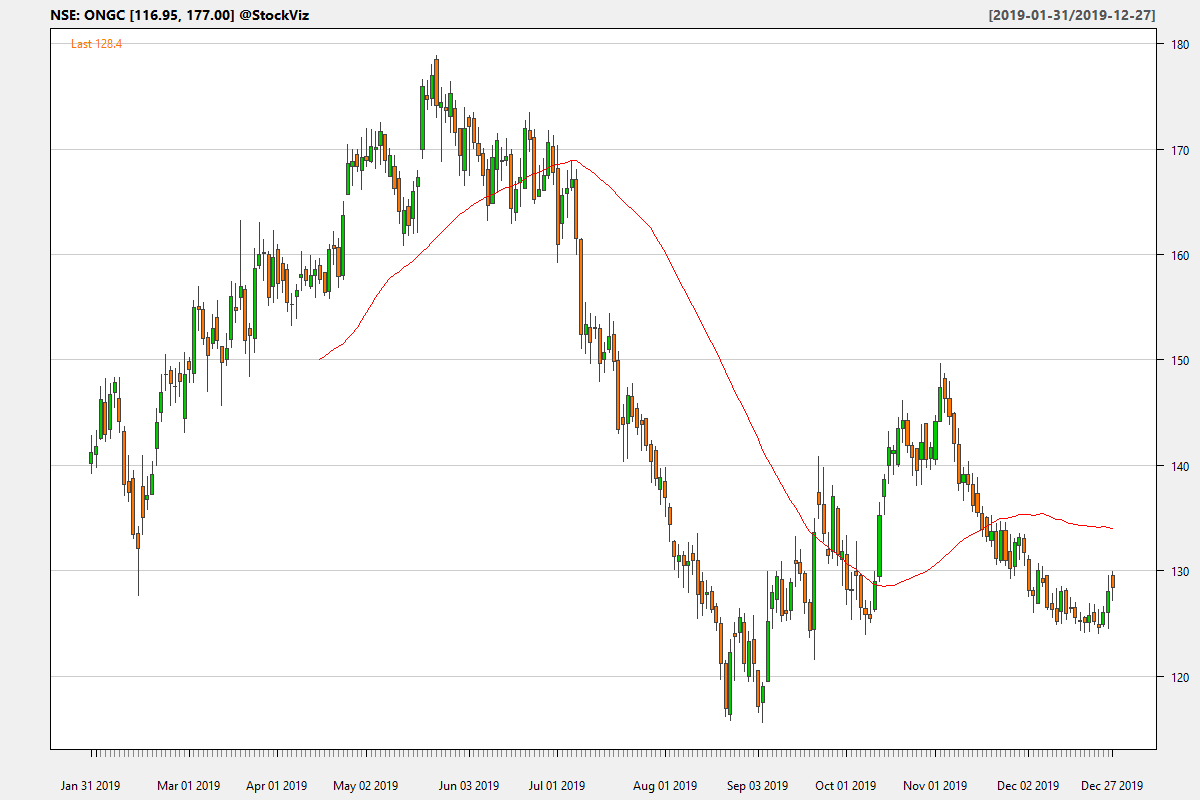 NSE: ONGC [116.95, 177.00] @StockViz [2019-01-31/2019-12-27]
Last 128.4
180
170
160
150
140
130
120
Jan 31 2019 Mar 01 2019 Apr 01 2019 May 02 2019 Jun 03 2019 Jul 01 2019 Aug 01 2019 Sep 03 2019 Oct 01 2019 Nov 01 2019 Dec 02 2019 Dec 27 2019